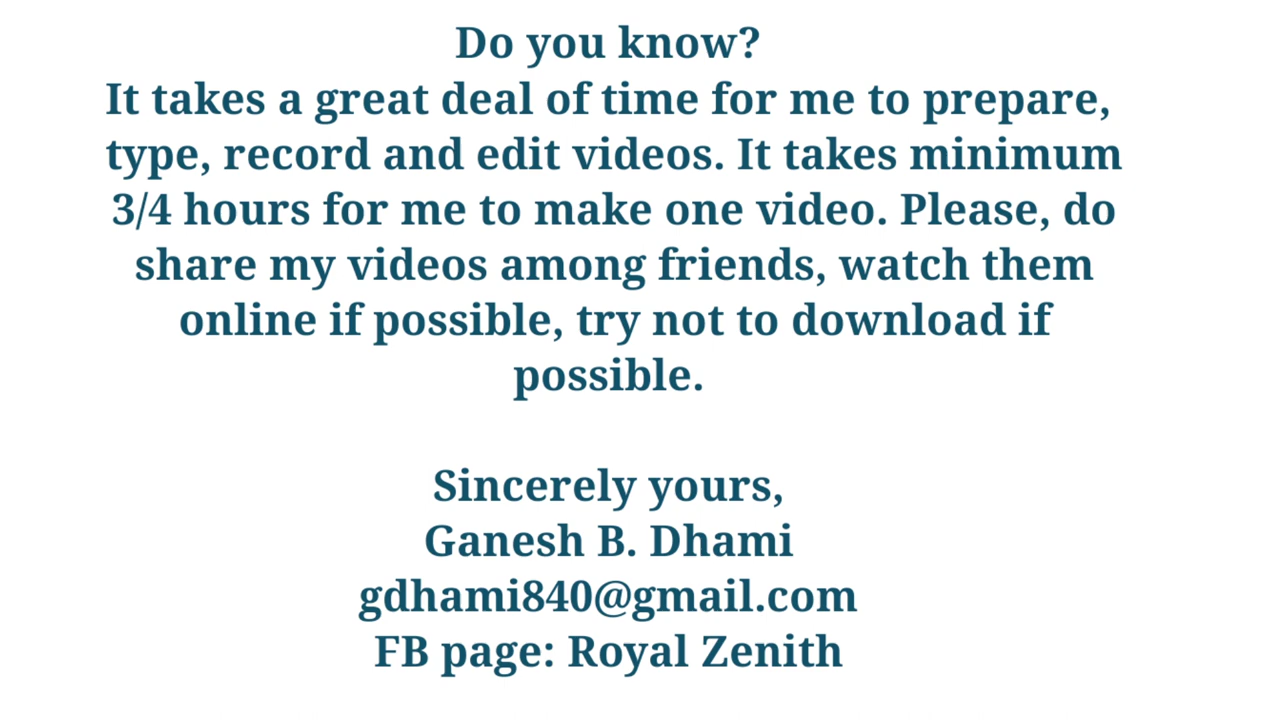 Do you know?
It takes a great deal of time for me to prepare,
type, record and edit videos. It takes minimum
3/4 hours for me to make one video. Please, do
share my videos among friends, watch them
online if possible, try not to download if
possible.
Sincerely yours,
Ganesh B. Dhami
gdhami840@gmail.com
FB page: Royal Zenith